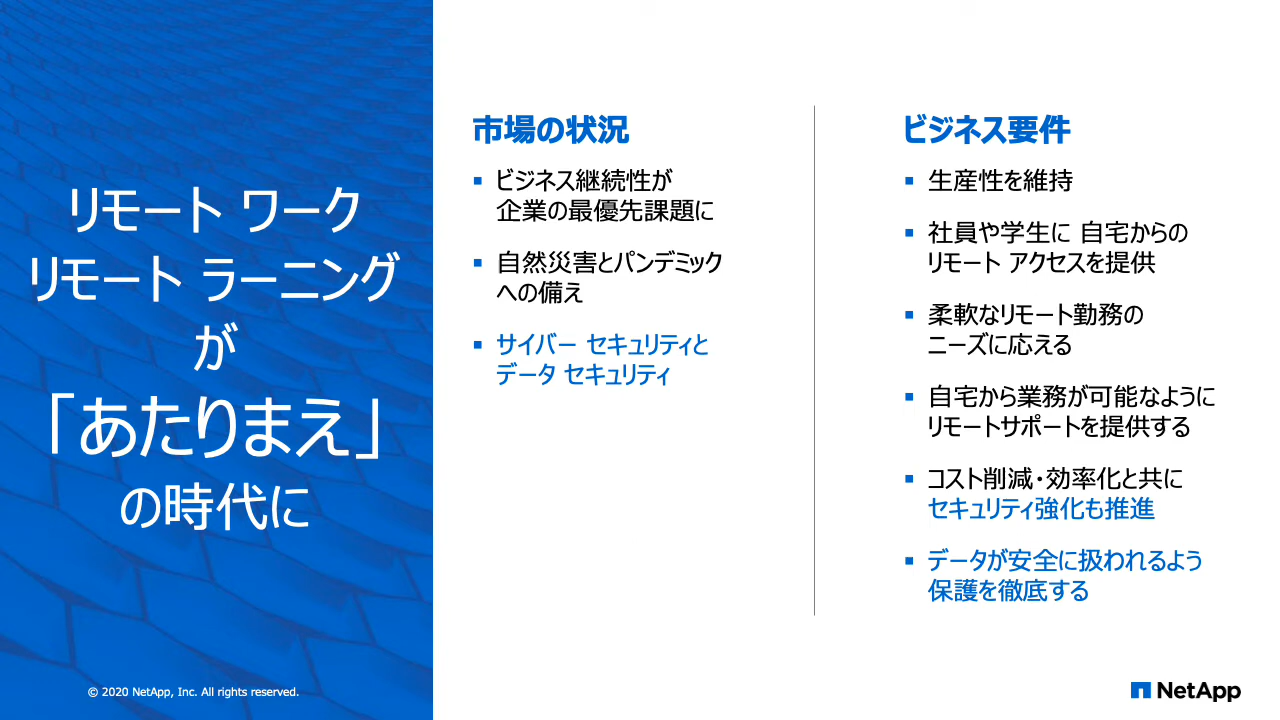 リモート ワーク
リモート ラーニング
が
「あたりまえ」
の時代に
© 2020 NetApp, Inc. All rights reserved.
市場の状況
▪ ビジネス継続性が
企業の最優先課題に
▪ 自然災害とパンデミック
への備え
▪ サイバー セキュリティと
データ セキュリティ
ビジネス要件
▪ 生産性を維持
▪ 社員や学生に 自宅からの
リモート アクセスを提供
▪ 柔軟なリモート勤務の
ニーズに応える
▪ 自宅から業務が可能なように
リモートサポートを提供する
▪ コスト削減・効率化と共に
セキュリティ強化も推進
▪ データが安全に扱われるよう
保護を徹底する
NetApp